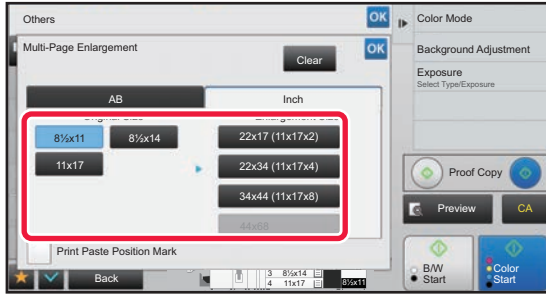 Others
OK
Color Mode
Multi-Page Enlargement
Clear
OK
Background Adjustment
Exposure
Select Type/Exposure
AB
Inch
Original Size
Enlargement Size
8½x11
8½x14
22x17 (11x17x2)
11x17
22x34 (11x17x4)
Proof Copy
34x44 (11x17x8)
Preview
CA
44x68
Print Paste Position Mark
Back
3 8½x14
4 11x17
8½x11
B/W
Start
Color
Start